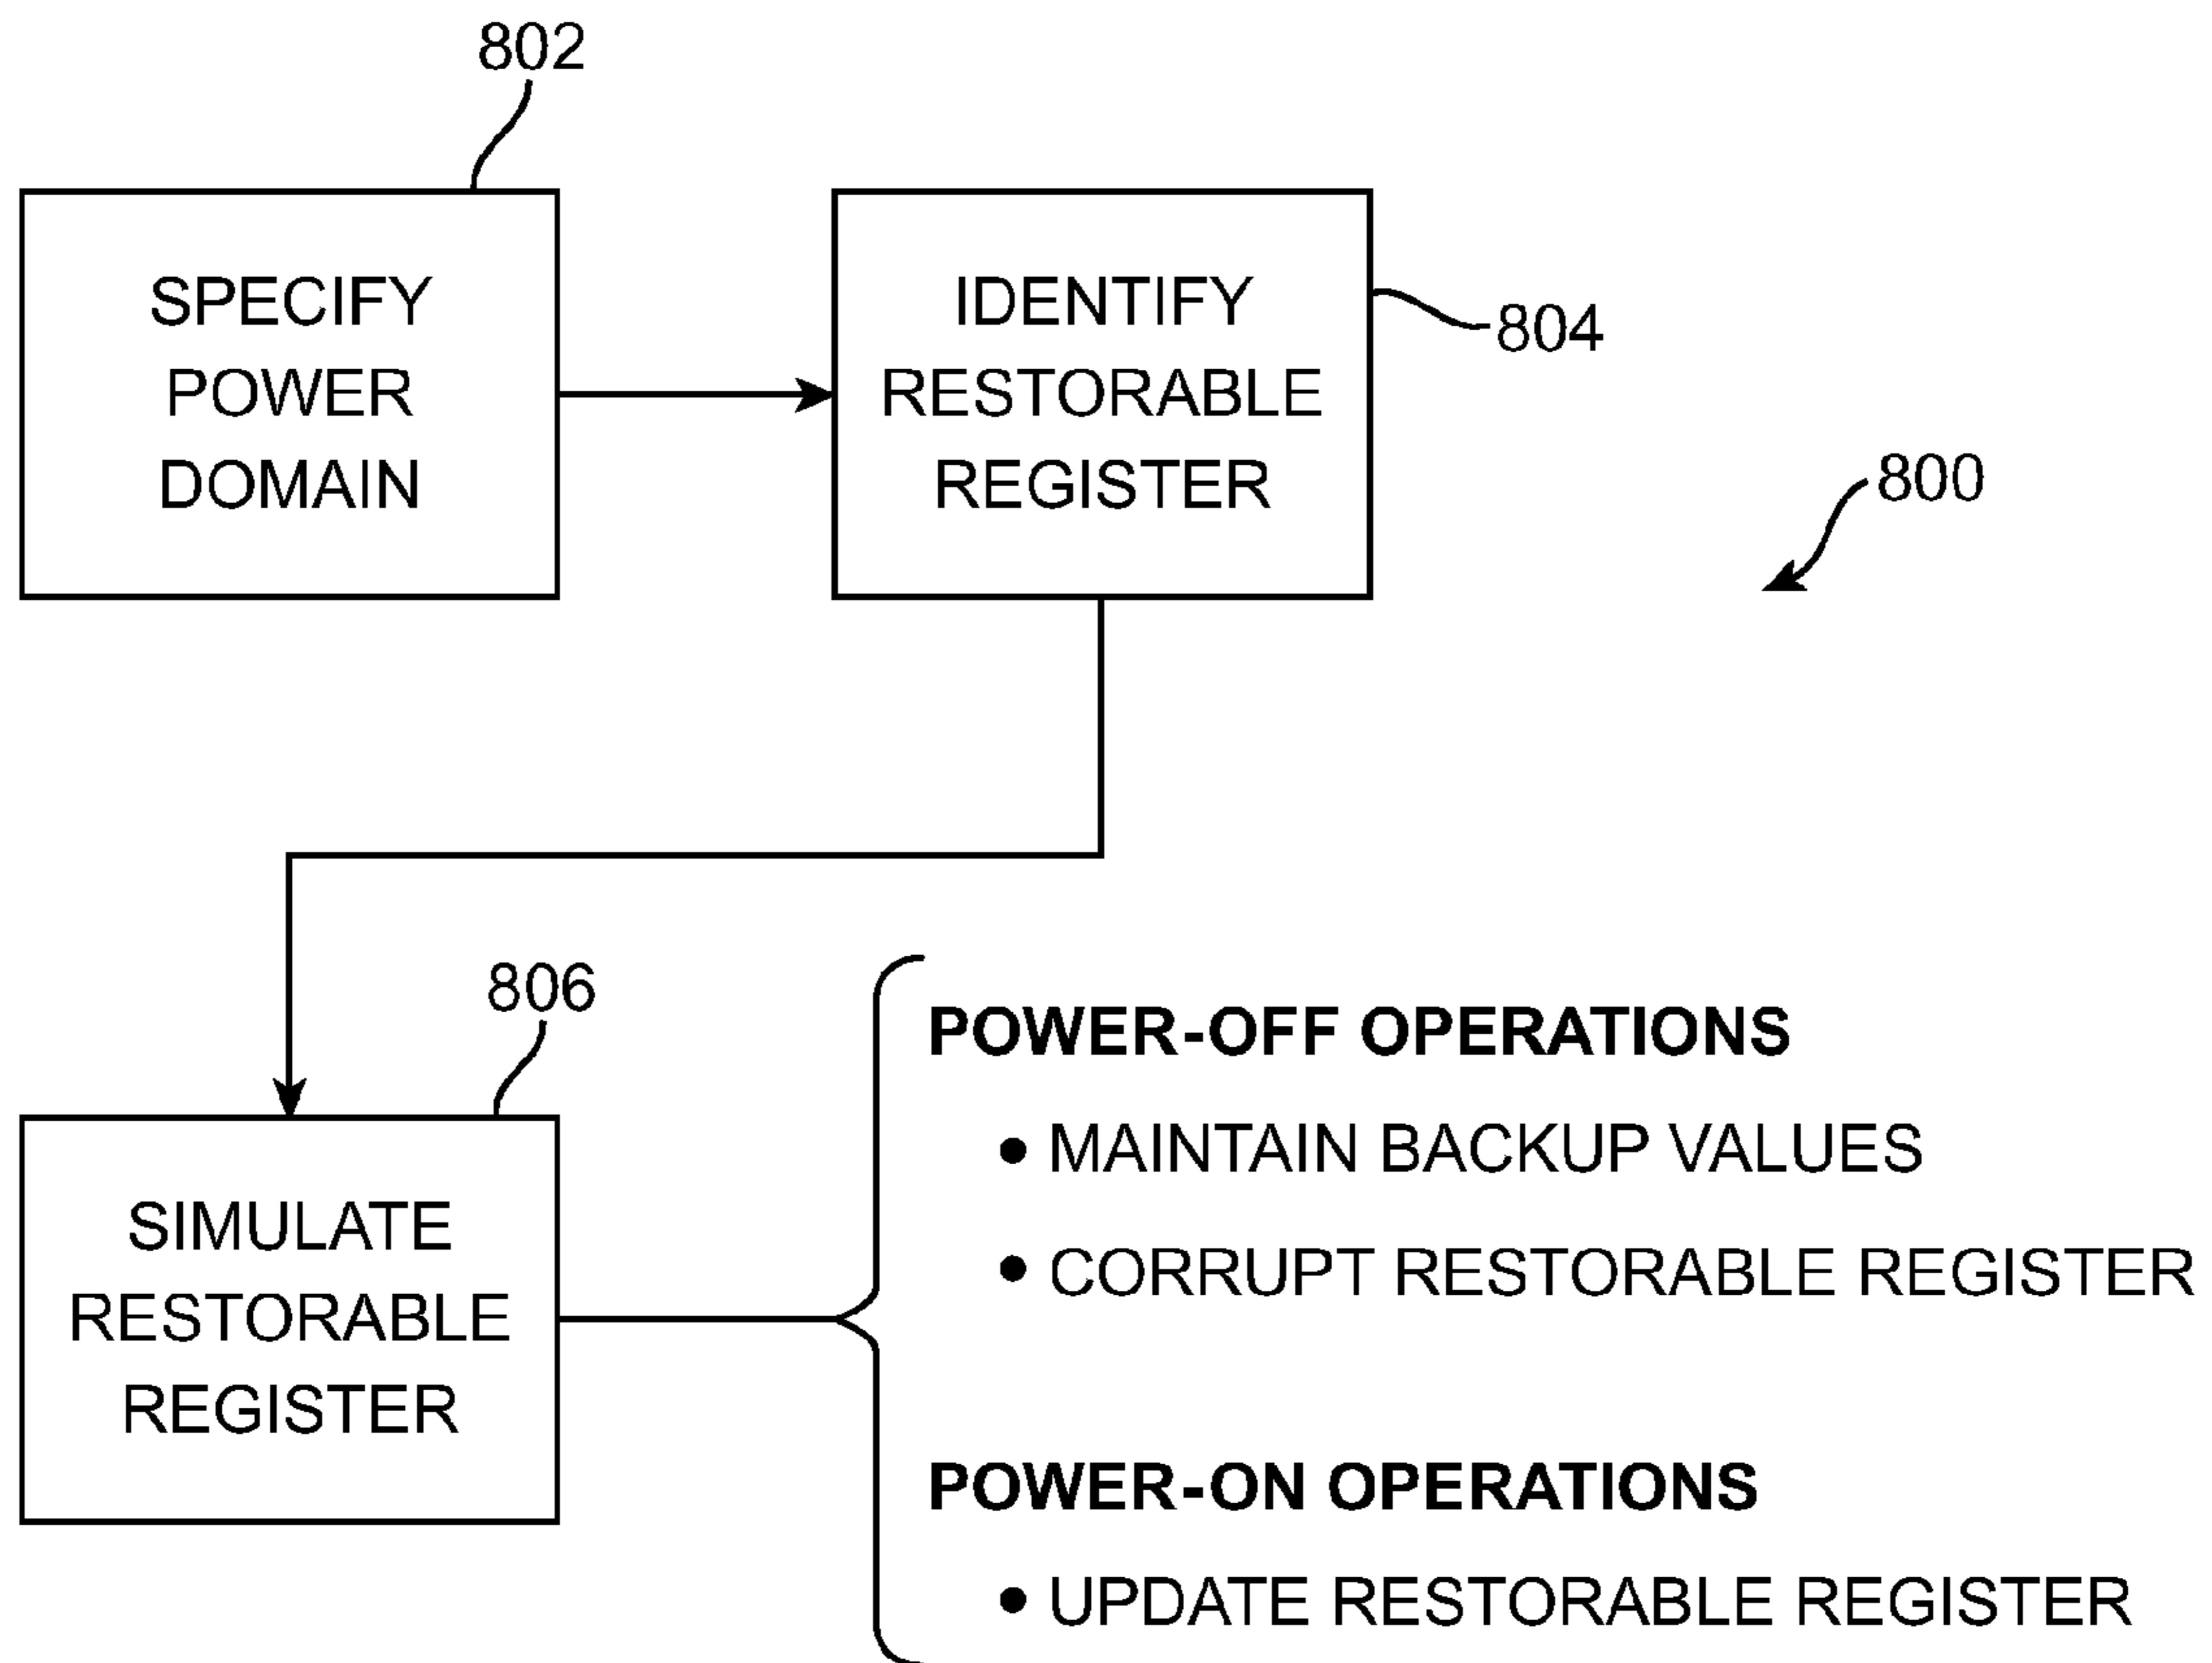 802
SPECIFY
POWER
DOMAIN
IDENTIFY
RESTORABLE
REGISTER
804
800
806
SIMULATE
RESTORABLE
REGISTER
POWER-OFF OPERATIONS
• MAINTAIN BACKUP VALUES
• CORRUPT RESTORABLE REGISTER
POWER-ON OPERATIONS
• UPDATE RESTORABLE REGISTER